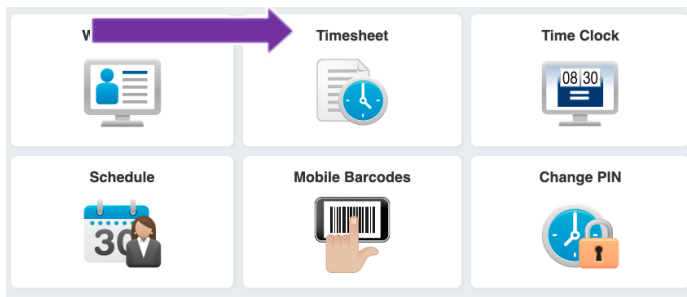 Timesheet
Time Clock
08 30
Schedule
Mobile Barcodes
Change PIN
30